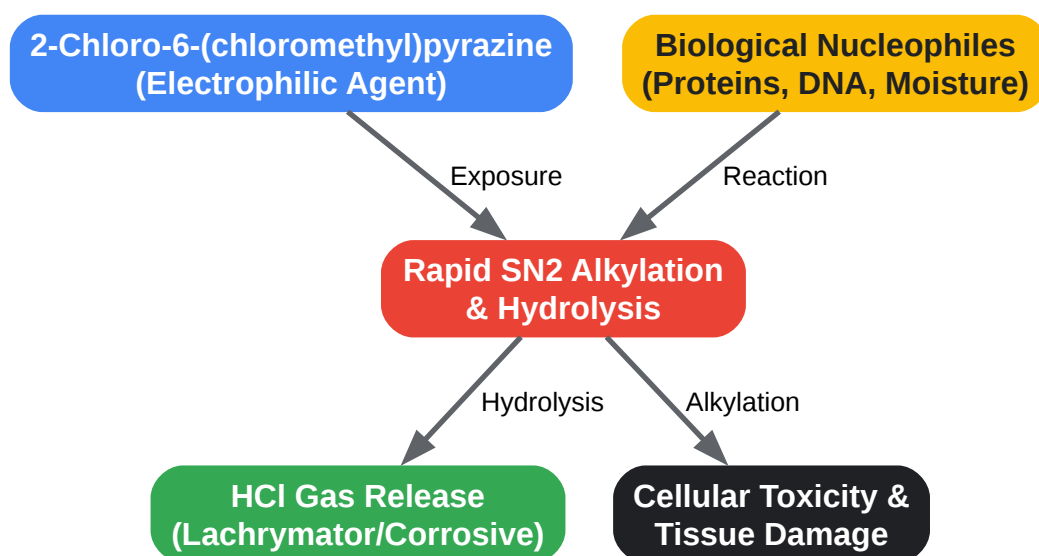 2-Chloro-6-(chloromethyl)pyrazine
(Electrophilic Agent)
Biological Nucleophiles
(Proteins, DNA, Moisture)
Exposure
Reaction
Rapid SN2 Alkylation
& Hydrolysis
Hydrolysis
Alkylation
HCl Gas Release
(Lachrymator/Corrosive)
Cellular Toxicity &
Tissue Damage